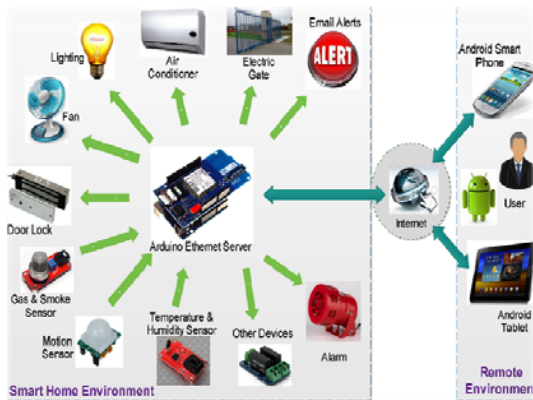 Lighting
Air
Conditioner
Electric
Gate
Email Alerts
ALERT
Android Smart
Phone
Fan
Door Lock
Arduino Ethernet Server
Internet
User
Gas & Smoke
Sensor
Motion
Sensor
Temperature &
Humidity Sensor
Other Devices
Alarm
Android
Tablet
Smart Home Environment
Remote
Environment